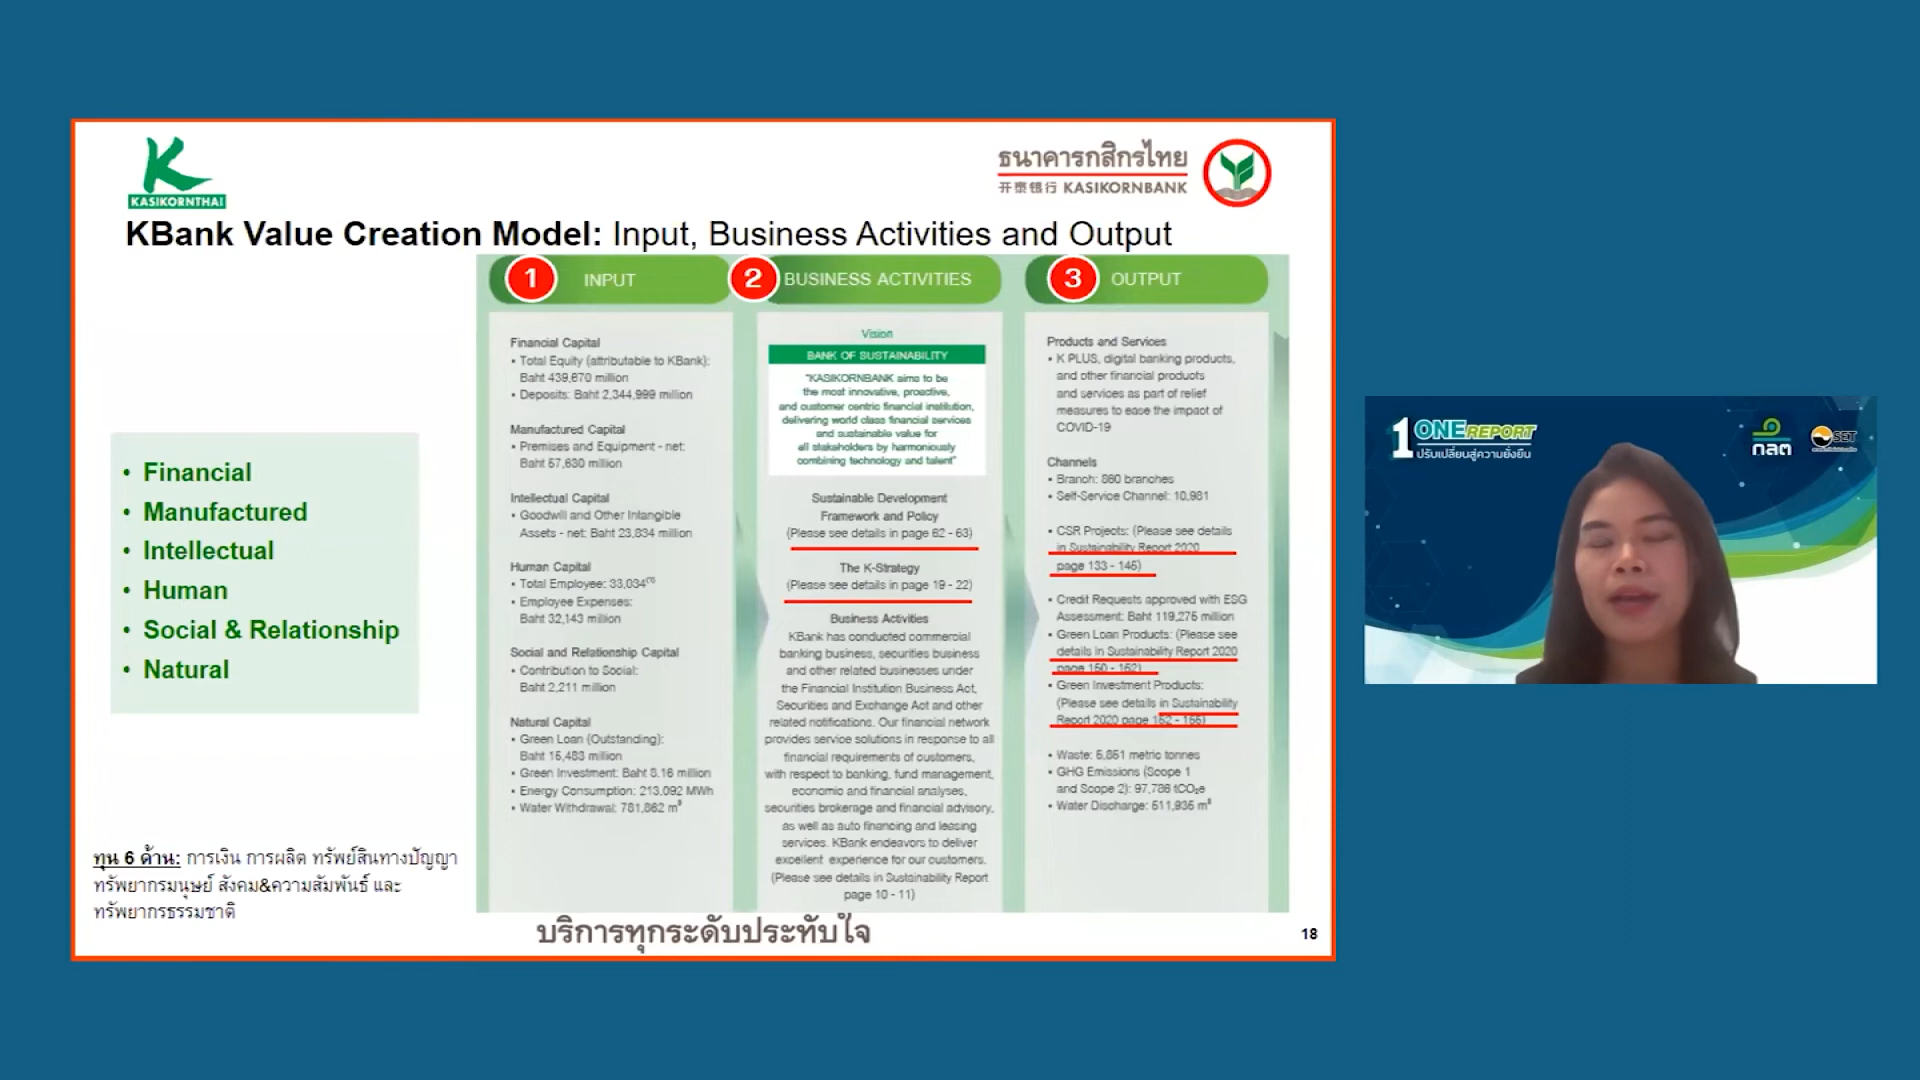 KASIKORNTHAI
ธนาคารกสิกรไทย
开泰银行 KASIKORNBANK
KBank Value Creation Model: Input, Business Activities and Output
• Financial
• Manufactured
• Intellectual
• Human
• Social & Relationship
• Natural
ทุน 6 ด้าน: การเงิน การผลิต ทรัพย์สินทางปัญญา
ทรัพยากรมนุษย์ สังคม&ความสัมพันธ์ และ
ทรัพยากรธรรมชาติ
1 INPUT
Financial Capital
• Total Equity (attributable to KBank):
Baht 439,670 million
• Deposits: Baht 2,344,999 million
Manufactured Capital
• Premises and Equipment - net:
Baht 57,630 million
Intellectual Capital
• Goodwill and Other Intangible
Assets - net: Baht 23,834 million
Human Capital
• Total Employee: 33,034
• Employee Expenses:
Baht 32,143 million
Social and Relationship Capital
• Contribution to Social:
Baht 2,211 million
Natural Capital
• Green Loan (Outstanding):
Baht 15,483 million
• Green Investment: Baht million
• Energy Consumption: 213,092 MWh
• Water Withdrawal: 781,862 m³
2 BUSINESS ACTIVITIES
Vision
BANK OF SUSTAINABILITY
"KASIKORNBANK aims to be
the most innovative, proactive,
and customer centric financial institution,
delivering world class financial services
and sustainable value for
all stakeholders by harmoniously
combining technology and talent"
Sustainable Development
Framework and Policy
(Please see details in page 62 - 63)
The K-Strategy
(Please see details in page 19 - 22)
Business Activities
KBank has conducted commercial
banking business, securities business
and other related businesses under
the Financial Institution Business Act,
Securities and Exchange Act and other
related notifications. Our financial network
provides service solutions in response to all
financial requirements of customers,
with respect to banking, fund management,
economic and financial analyses,
securities brokerage and financial advisory,
as well as auto financing and leasing
services. KBank endeavors to deliver
excellent experience for our customers.
(Please see details in Sustainability Report
page 10 - 11)
3 OUTPUT
Products and Services
• K PLUS, digital banking products,
and other financial products
and services as part of relief
measures to ease the impact of
COVID-19
Channels
• Branch: 860 branches
• Self-Service Channel: 10,981
• CSR Projects: (Please see details
in Sustainability Report 2020
page 133 - 146)
• Credit Requests approved with ESG
Assessment: Baht 119,275 million
• Green Loan Products: (Please see
details in Sustainability Report 2020
page 150 - 152)
• Green Investment Products:
(Please see details in Sustainability
Report 2020 page 152 - 155)
• Waste: 5,851 metric tonnes
• GHG Emissions (Scope 1
and Scope 2): 97,786 tCO₂e
• Water Discharge: 511,935 m³
บริการทุกระดับประทับใจ
18
1 ONE REPORT
ปรับเปลี่ยนสู่ความยั่งยืน
กลต
SET